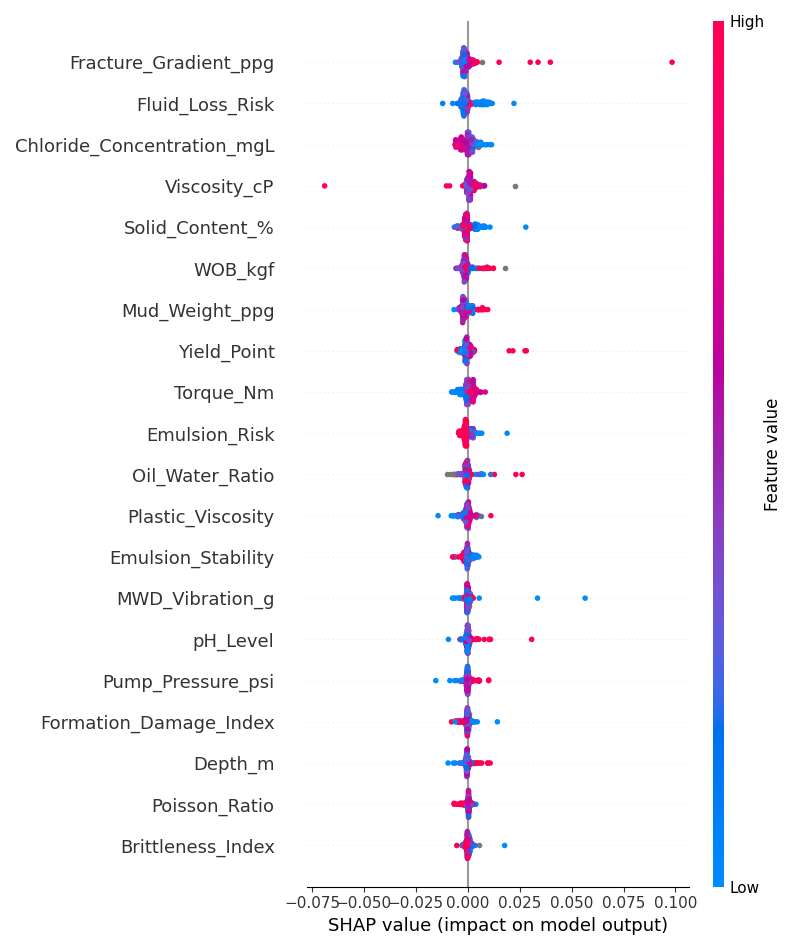 High
Fracture_Gradient_ppg
Fluid_Loss_Risk
Chloride_Concentration_mgL
Viscosity_cP
Solid_Content_%
WOB_kgf
Mud_Weight_ppg
Yield_Point
Torque_Nm
Emulsion_Risk
Oil_Water_Ratio
Plastic_Viscosity
Emulsion_Stability
MWD_Vibration_g
pH_Level
Pump_Pressure_psi
Formation_Damage_Index
Depth_m
Poisson_Ratio
Brittleness_Index
Feature value
Low
−0.075 −0.050 −0.025 0.000 0.025 0.050 0.075 0.100
SHAP value (impact on model output)